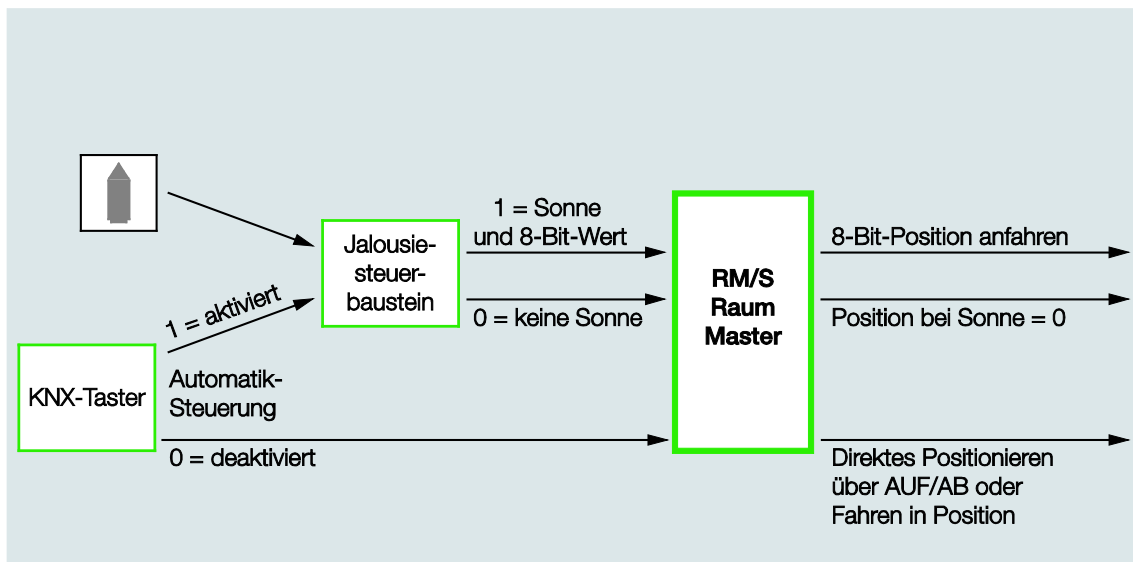 1 = Sonne
und 8-Bit-Wert
8-Bit-Position anfahren
Jalousie-
steuer-
baustein
RM/S
Raum
Master
1 = aktiviert
0 = keine Sonne
Position bei Sonne = 0
KNX-Taster
Automatik-
Steuerung
0 = deaktiviert
Direktes Positionieren
über AUF/AB oder
Fahren in Position